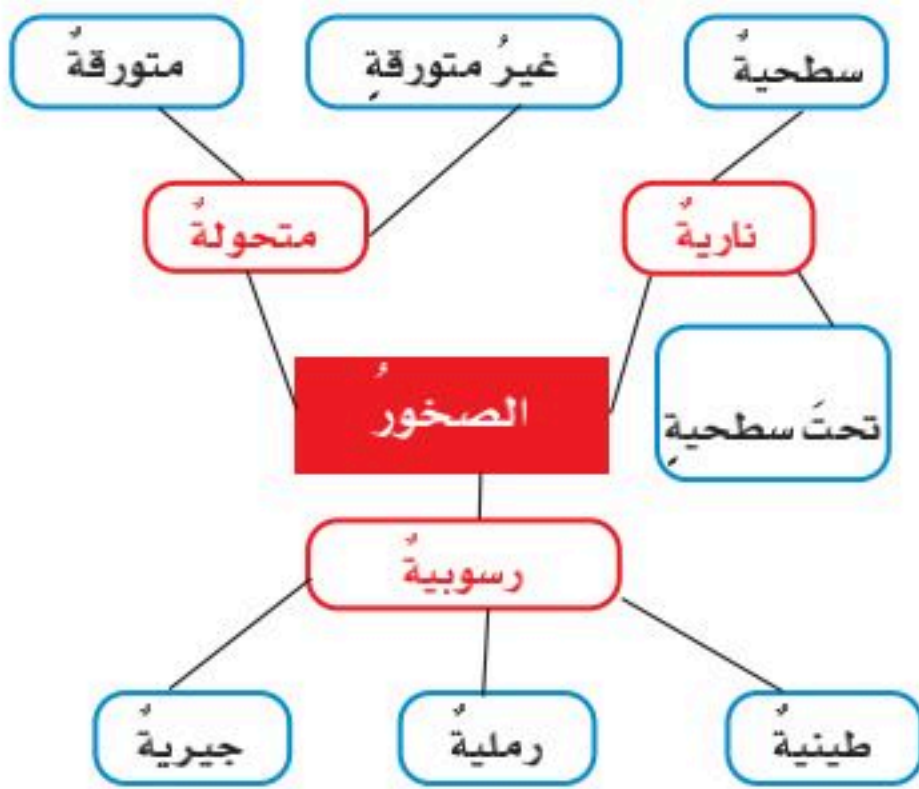 سطحيةٌ
غيرُ متورقةٍ
متورقةٌ
ناريةٌ
متحولةٌ
تحتَ سطحيةٍ
الصخورُ
رسوبيةٌ
طينيةٌ
رمليةٌ
جيريةٌ